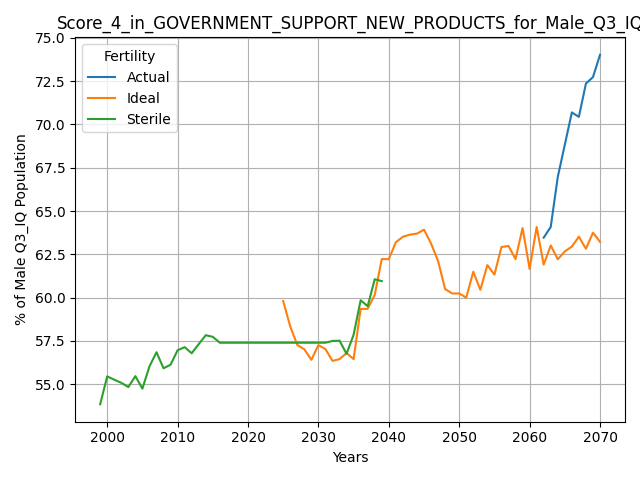 Score_4_in_GOVERNMENT_SUPPORT_NEW_PRODUCTS_for_Male_Q3_IQ
Fertility
Actual
Ideal
Sterile
% of Male Q3_IQ Population
75.0
72.5
70.0
67.5
65.0
62.5
60.0
57.5
55.0
2000 2010 2020 2030 2040 2050 2060 2070
Years